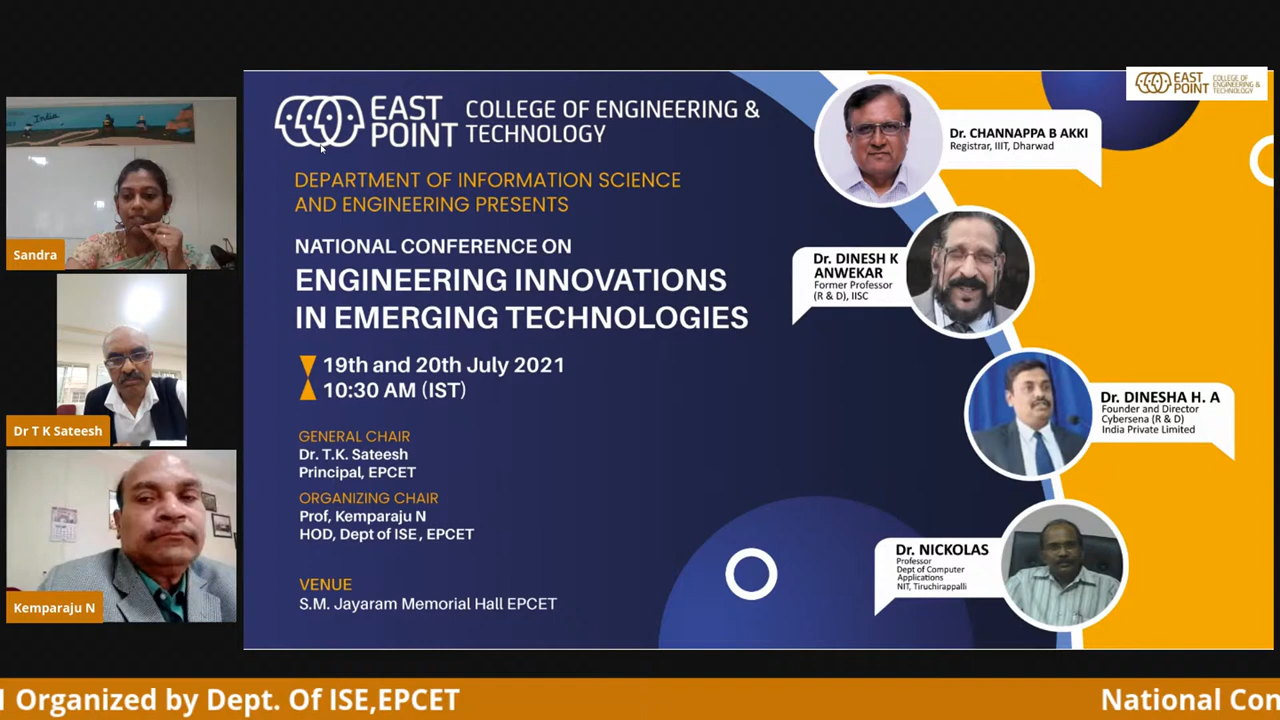 India
Sandra
Dr T K Sateesh
Kemparaju N
EAST POINT
COLLEGE OF ENGINEERING &
TECHNOLOGY
DEPARTMENT OF INFORMATION SCIENCE
AND ENGINEERING PRESENTS
NATIONAL CONFERENCE ON
ENGINEERING INNOVATIONS
IN EMERGING TECHNOLOGIES
19th and 20th July 2021
10:30 AM (IST)
GENERAL CHAIR
Dr. T.K. Sateesh
Principal, EPCET
ORGANIZING CHAIR
Prof, Kemparaju N
HOD, Dept of ISE , EPCET
VENUE
S.M. Jayaram Memorial Hall EPCET
Dr. CHANNAPPA B AKKI
Registrar, IIIT, Dharwad
Dr. DINESH K
ANWEKAR
Former Professor
(R & D), IISC
Dr. DINESHA H. A
Founder and Director
Cybersena (R & D)
India Private Limited
Dr. NICKOLAS
Professor
Dept of Computer
Applications
NIT, Tiruchirappalli
EAST POINT
COLLEGE OF
ENGINEERING &
TECHNOLOGY
Organized by Dept. Of ISE,EPCET
National Con